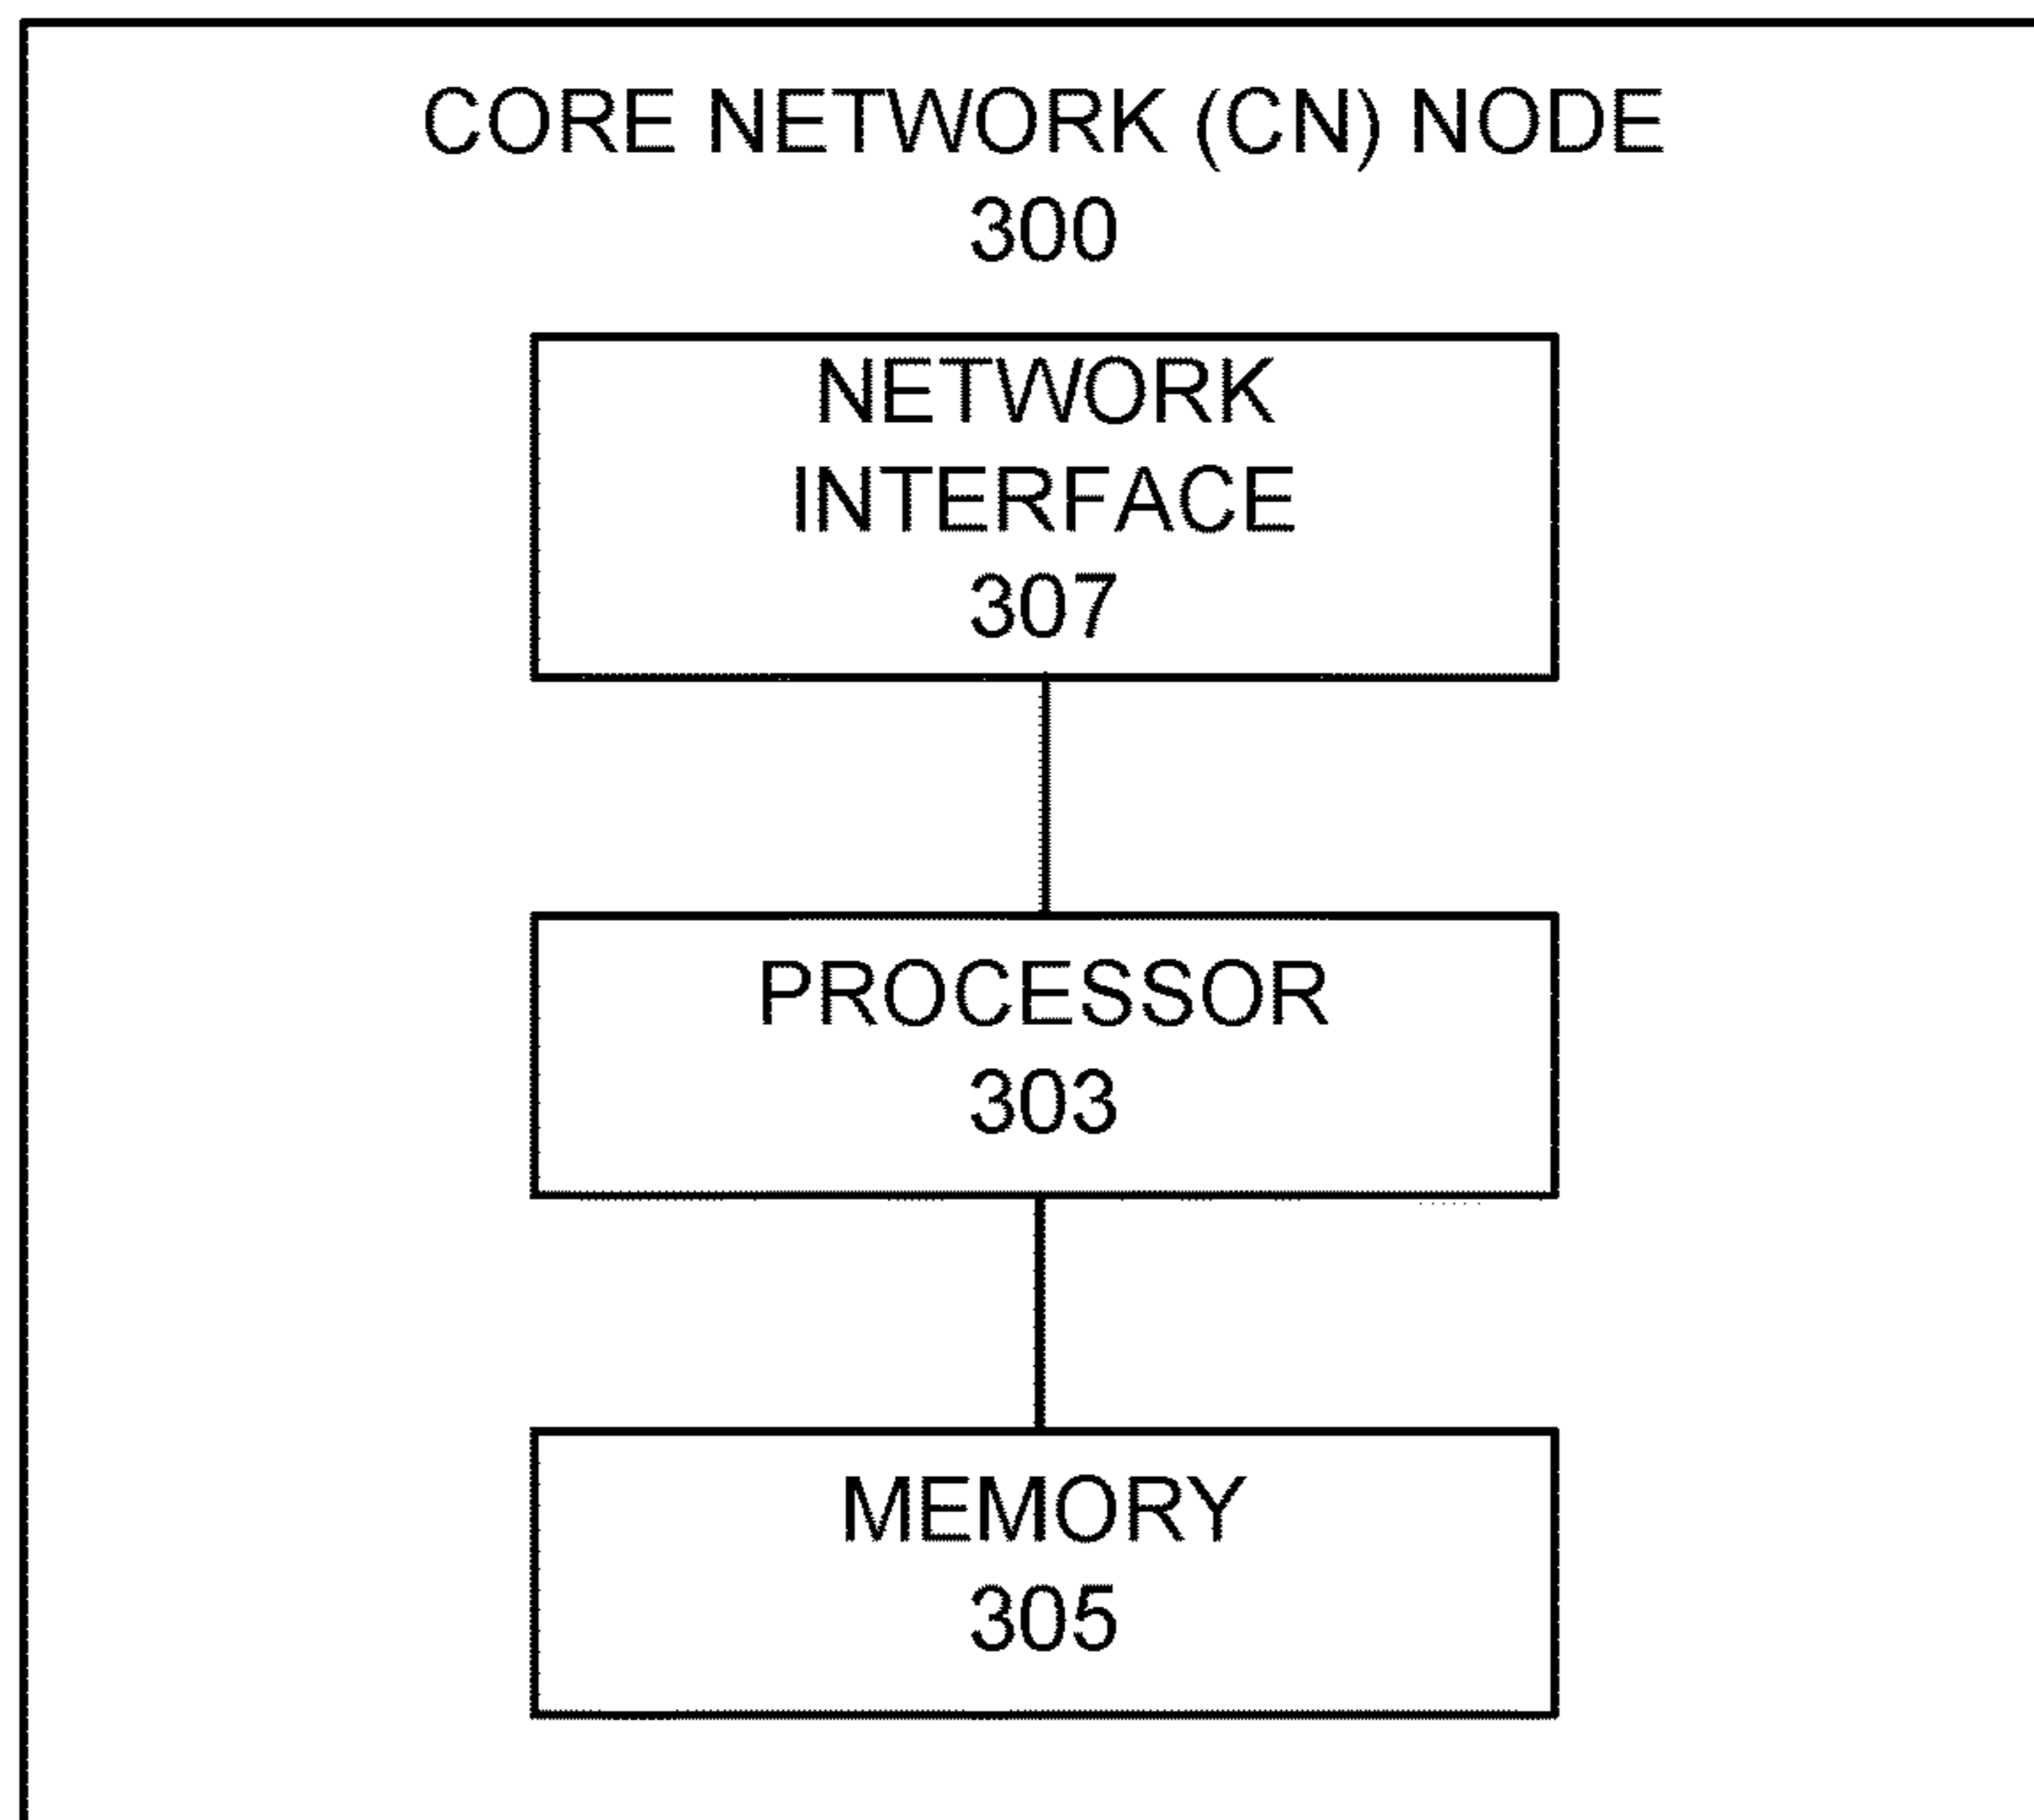 CORE NETWORK (CN) NODE
300
NETWORK
INTERFACE
307
PROCESSOR
303
MEMORY
305